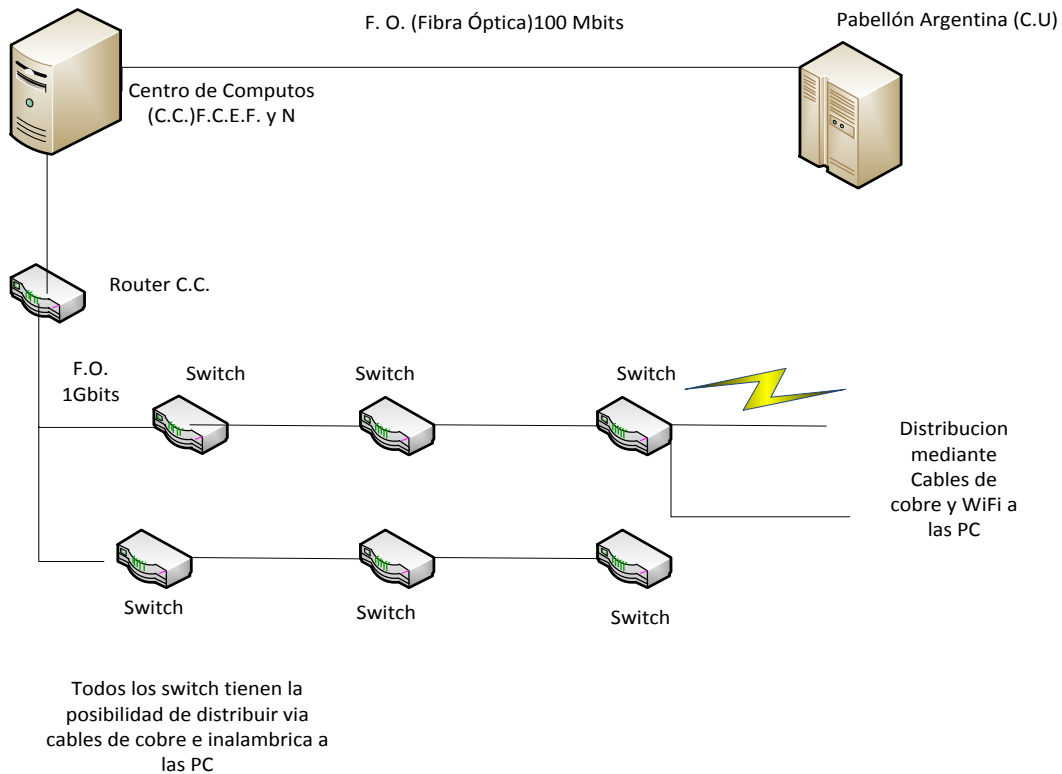 F. O. (Fibra Óptica)100 Mbits
Pabellón Argentina (C.U)
Centro de Computos
(C.C.)F.C.E.F. y N
Router C.C.
F.O.
1Gbits
Switch
Switch
Switch
Distribucion
mediante
Cables de
cobre y WiFi a
las PC
Switch
Switch
Switch
Todos los switch tienen la
posibilidad de distribuir via
cables de cobre e inalambrica a
las PC